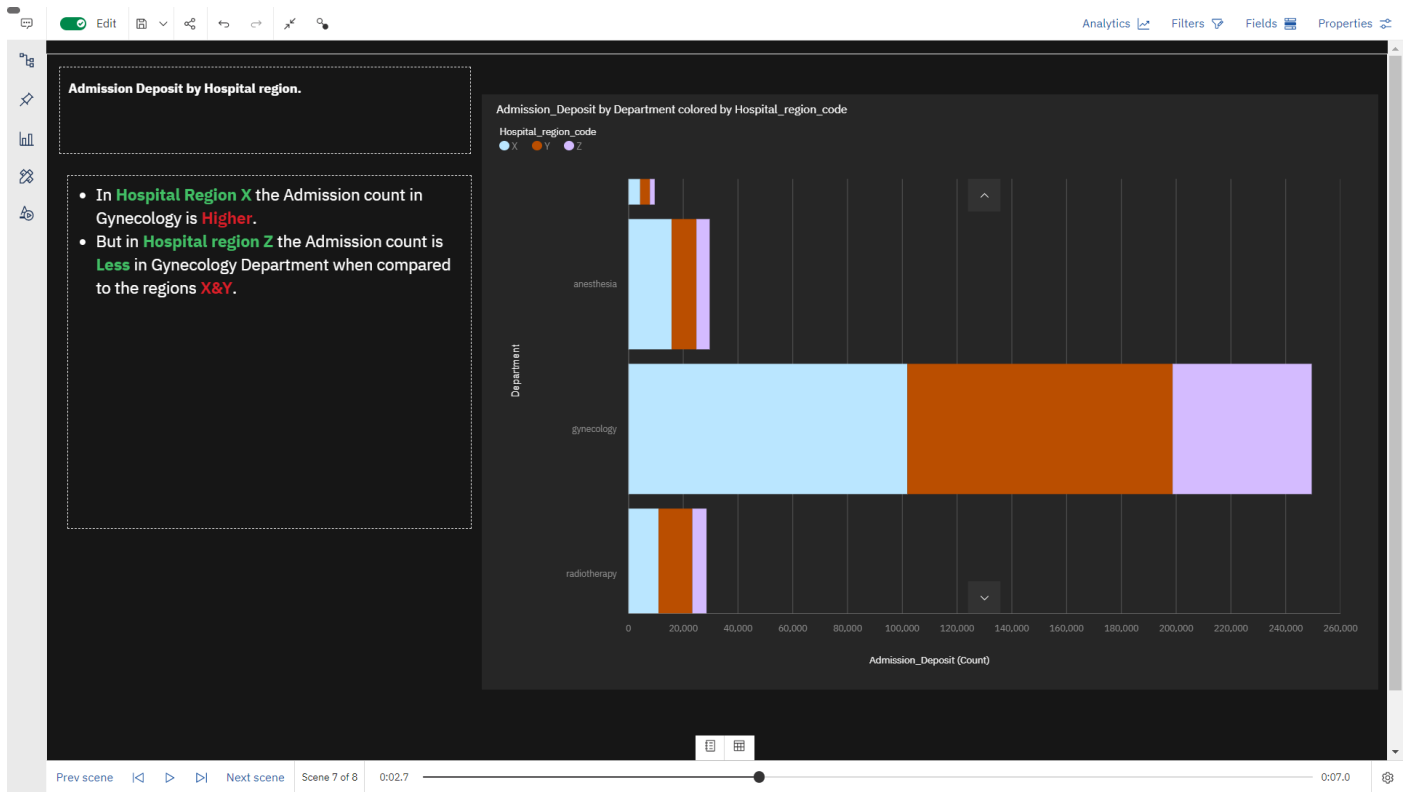 Edit
Analytics
Filters
Fields
Properties
Admission Deposit by Hospital region.
In Hospital Region X the Admission count in
Gynecology is Higher.
But in Hospital region Z the Admission count is
Less in Gynecology Department when compared
to the regions X&Y.
Admission_Deposit by Department colored by Hospital_region_code
Hospital_region_code
X Y Z
Department
anesthesia
gynecology
radiotherapy
0 20,000 40,000 60,000 80,000 100,000 120,000 140,000 160,000 180,000 200,000 220,000 240,000 260,000
Admission_Deposit (Count)
Prev scene
Next scene
Scene 7 of 8
0:02.7
0:07.0